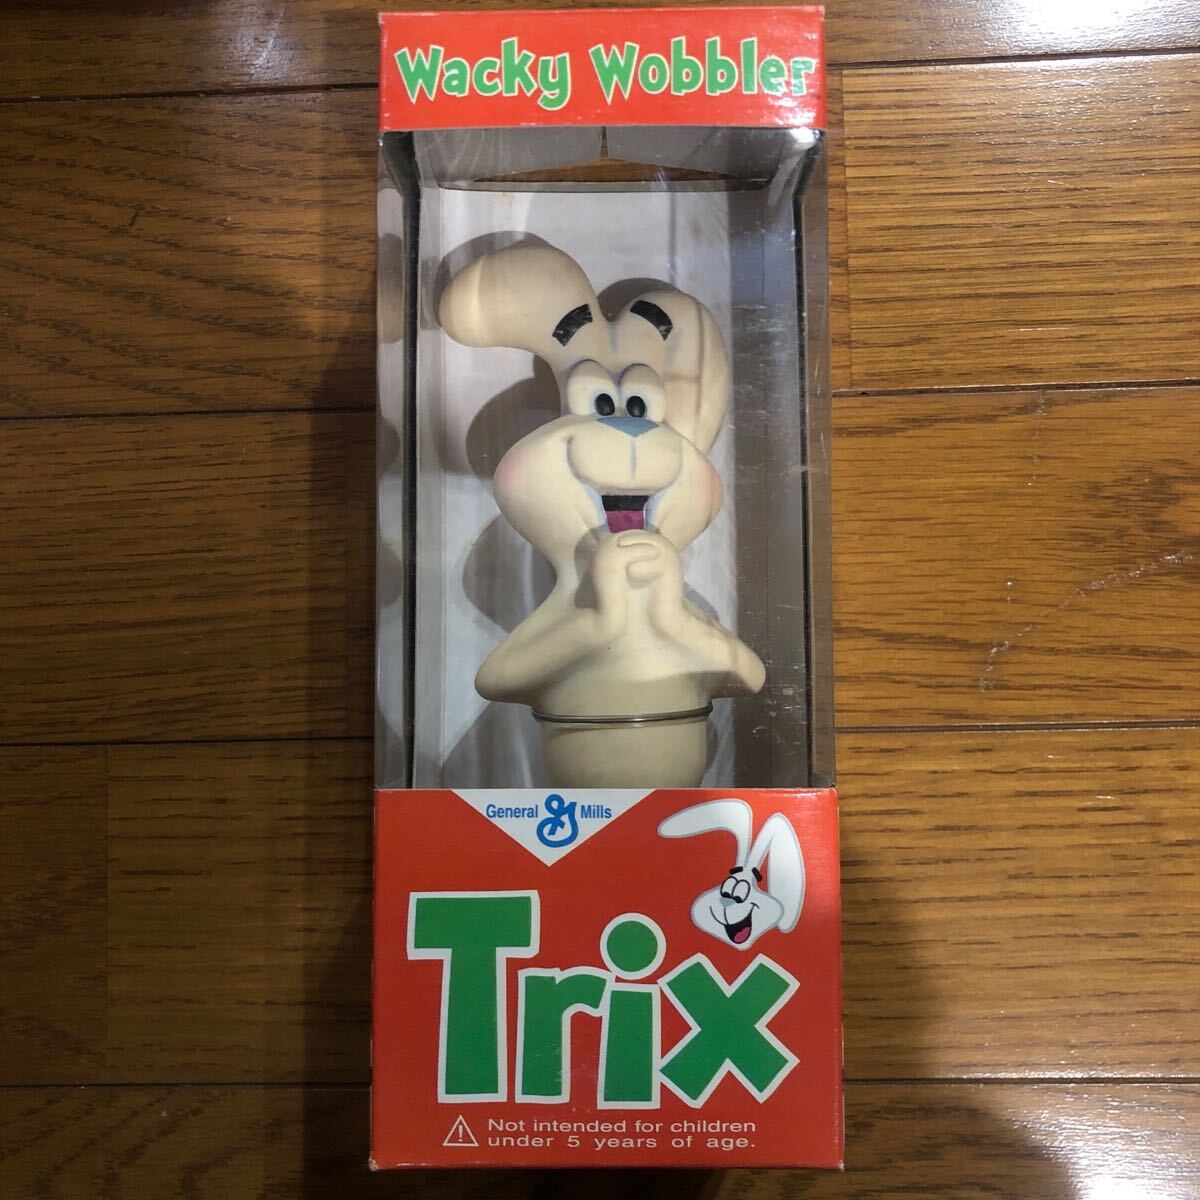 Wacky Wobbler
General Mills
Trix
Not intended for children
under 5 years of age.